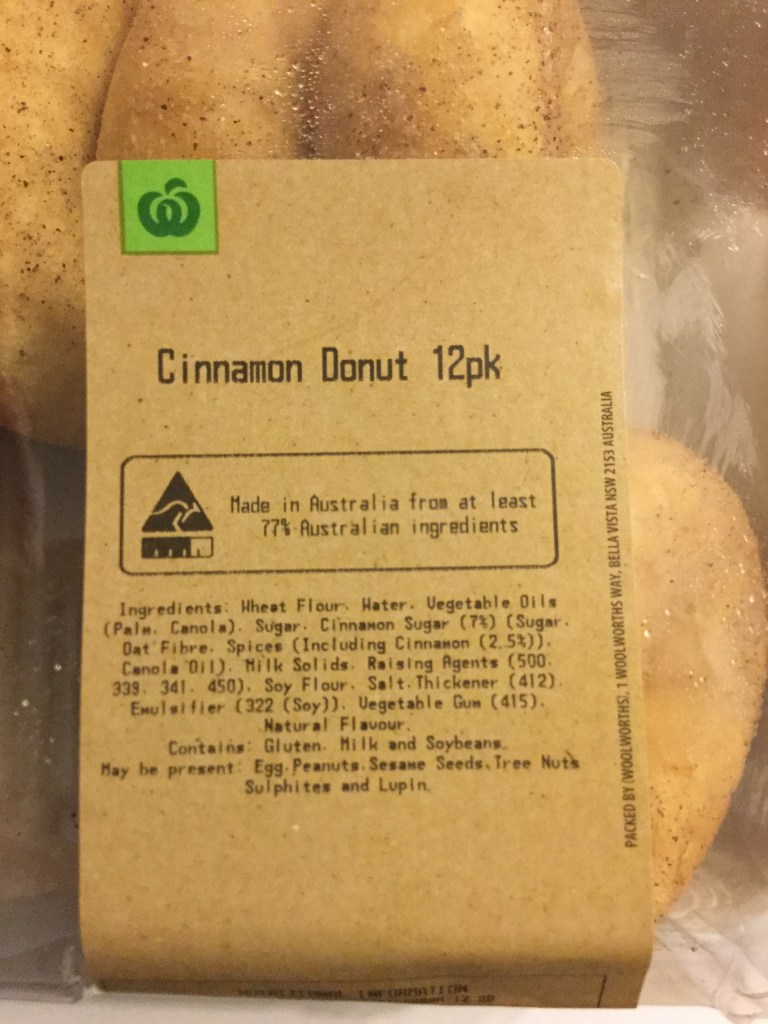 Cinnamon Donut 12pk
Made in Australia from at least
77% Australian ingredients
Ingredients: Wheat Flour, Water, Vegetable Oils
(Palm, Canola), Sugar, Cinnamon Sugar (7%) (Sugar,
Oat Fibre, Spices (Including Cinnamon (2.5%)),
Canola Oil), Milk Solids, Raising Agents (500,
339, 341, 450), Soy Flour, Salt, Thickener (412),
Emulsifier (322 (Soy)), Vegetable Gum (415),
Natural Flavour.
Contains: Gluten, Milk and Soybeans.
May be present: Egg, Peanuts, Sesame Seeds, Tree Nuts
Sulphites and Lupin.
PACKED BY (WOOLWORTHS), 1 WOOLWORTHS WAY, BELLA VISTA NSW 2153 AUSTRALIA
NUTRITIONAL INFORMATION